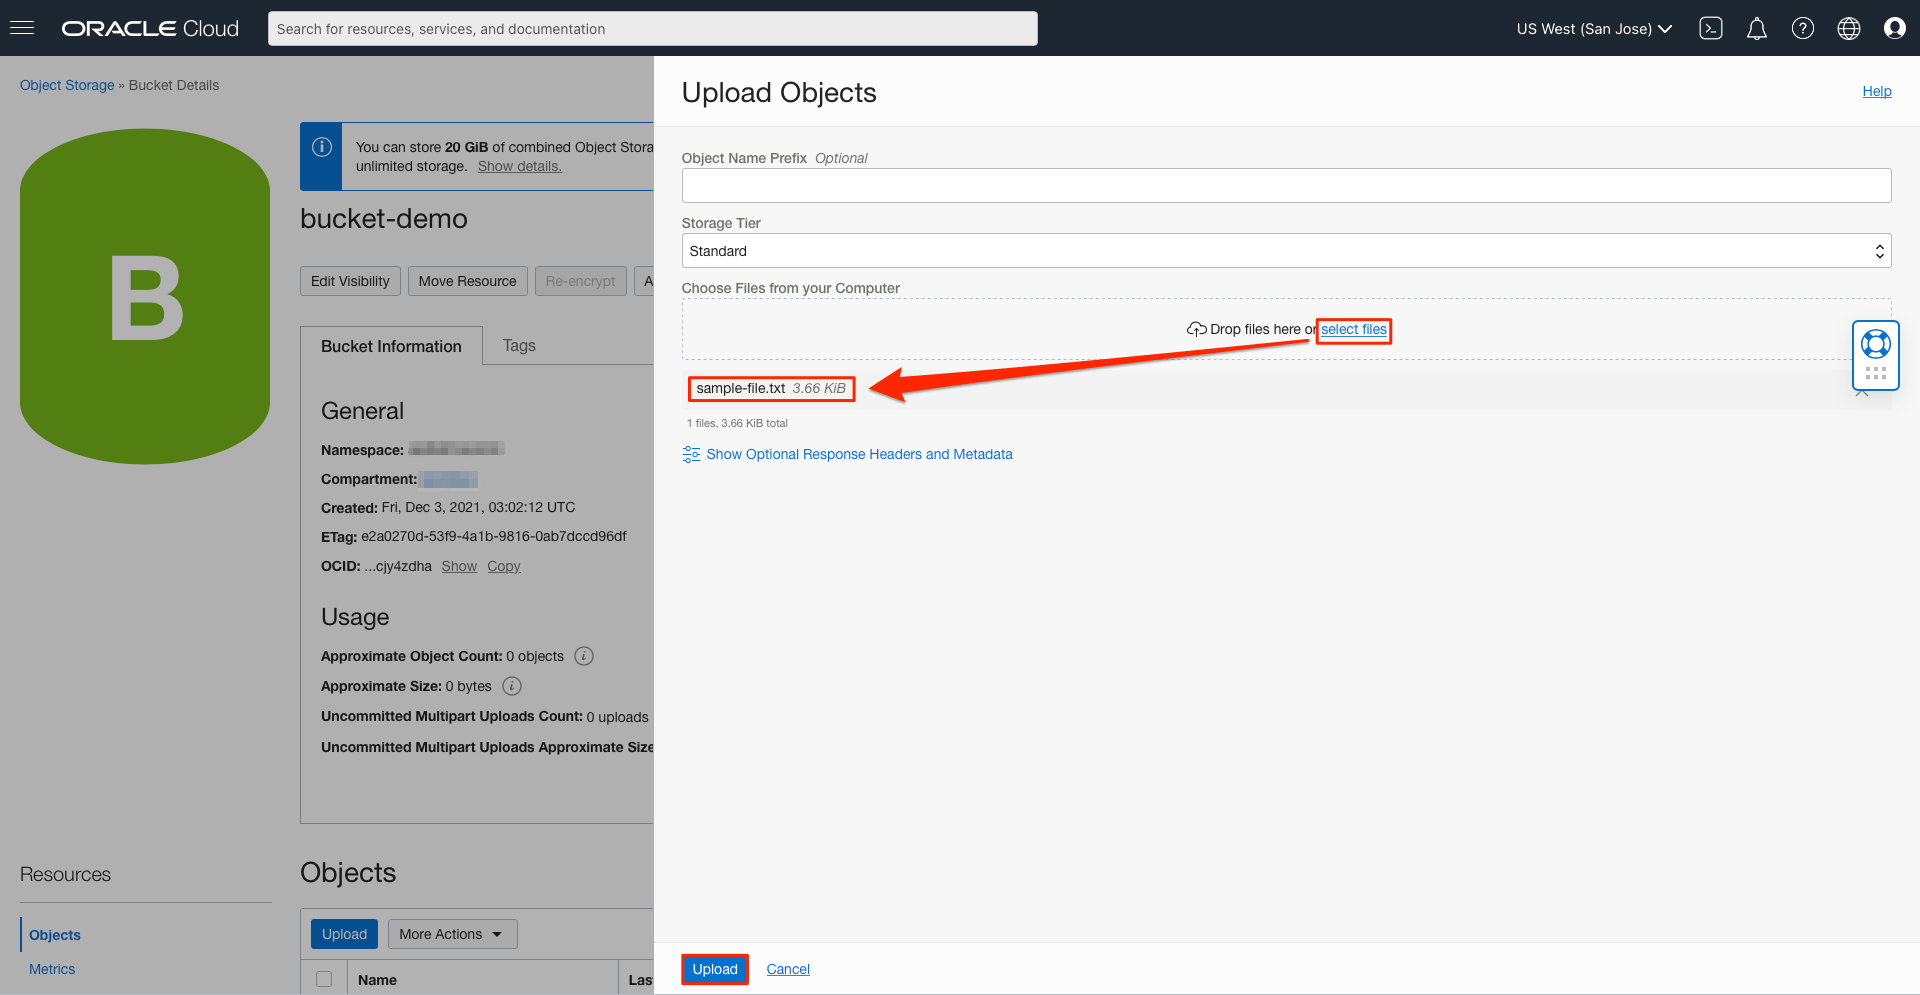 ORACLE Cloud
Search for resources, services, and documentation
US West (San Jose)
Object Storage » Bucket Details
B
You can store 20 GiB of combined Object Stora
unlimited storage. Show details.
bucket-demo
Edit Visibility
Move Resource
Re-encrypt
A
Bucket Information
Tags
General
Namespace:
Compartment:
Created: Fri, Dec 3, 2021, 03:02:12 UTC
ETag: e2a0270d-53f9-4a1b-9816-0ab7dccd96df
OCID: ...cjy4zdha Show Copy
Usage
Approximate Object Count: 0 objects
Approximate Size: 0 bytes
Uncommitted Multipart Uploads Count: 0 uploads
Uncommitted Multipart Uploads Approximate Size
Resources
Objects
Metrics
Objects
Upload
More Actions
Name
Las
Upload Objects
Help
Object Name Prefix Optional
Storage Tier
Standard
Choose Files from your Computer
Drop files here or select files
sample-file.txt 3.66 KiB
1 files, 3.66 KiB total
Show Optional Response Headers and Metadata
Upload
Cancel